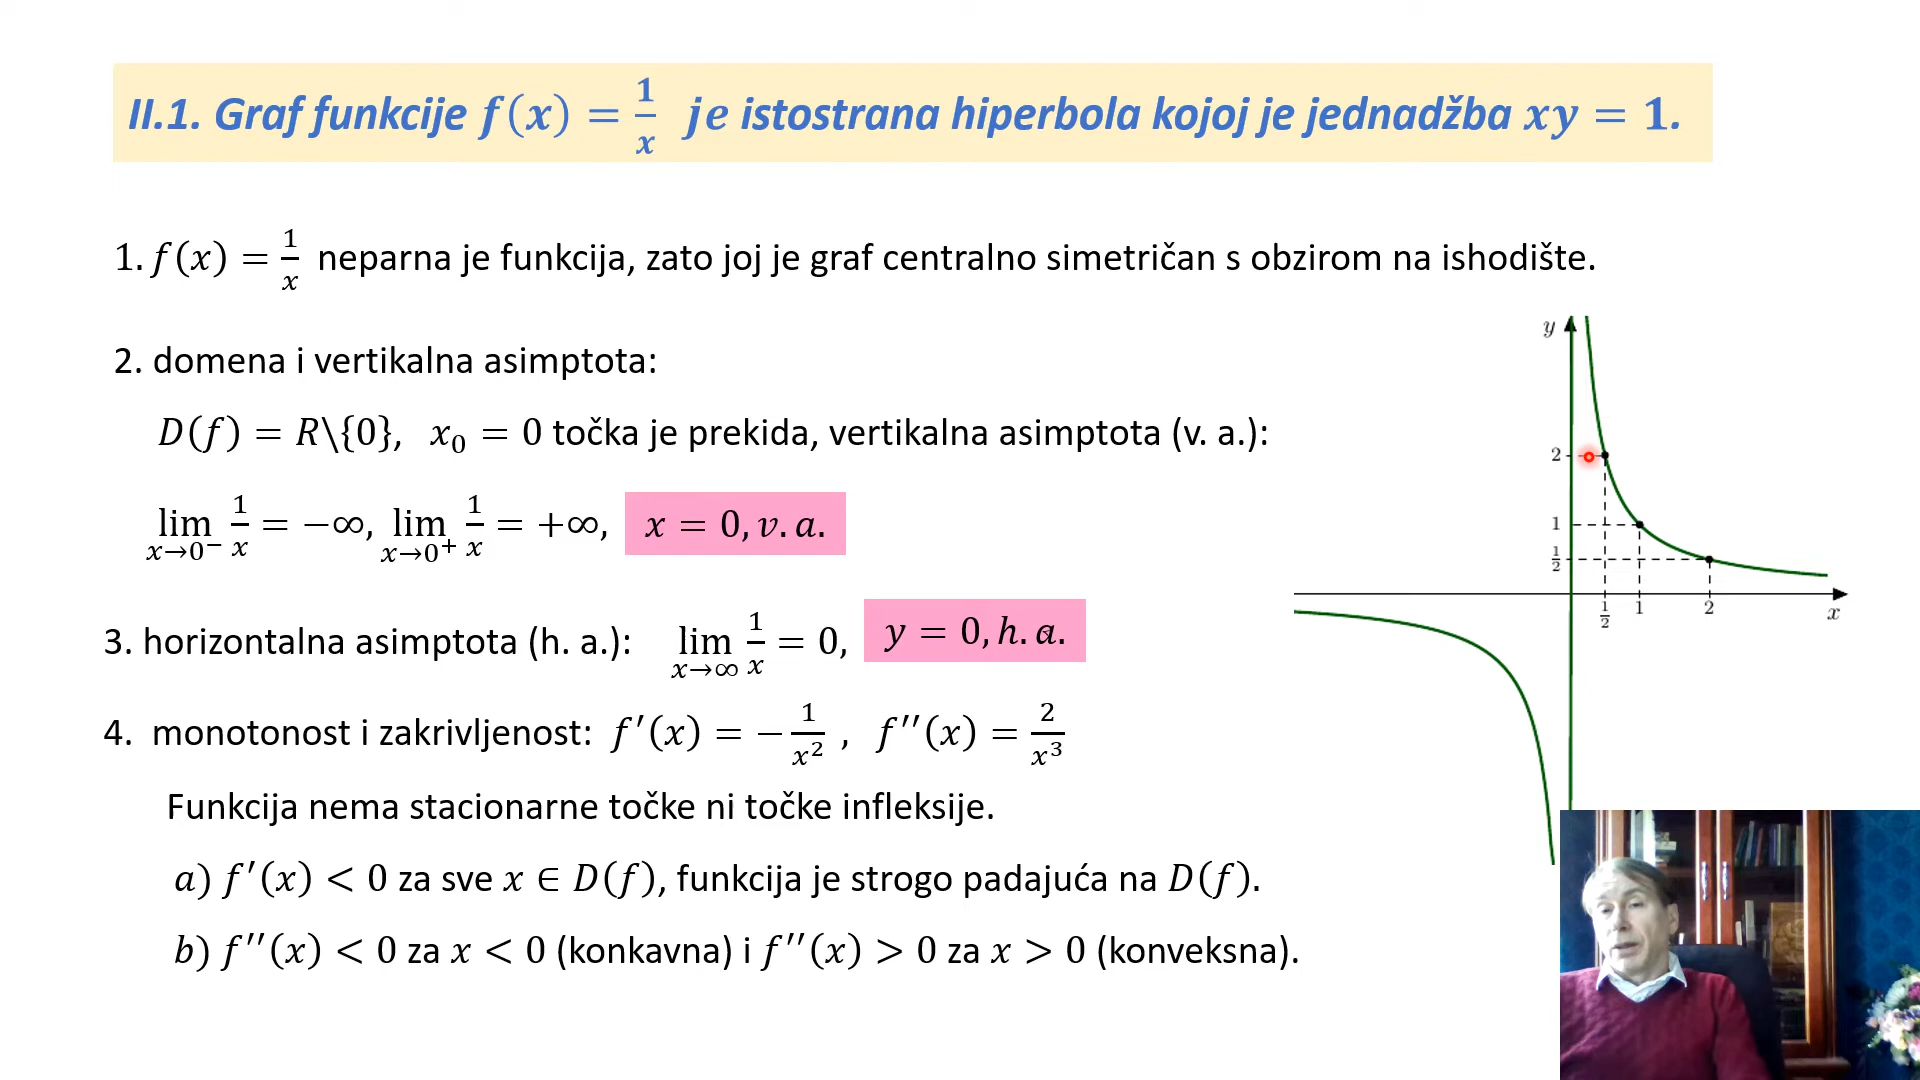 II.1. Graf funkcije f(x) = 1/x je istostrana hiperbola kojoj je jednadžba xy = 1.
1. f(x) = 1/x neparna je funkcija, zato joj je graf centralno simetričan s obzirom na ishodište.
2. domena i vertikalna asimptota:
D(f) = R\{0}, x₀ = 0 točka je prekida, vertikalna asimptota (v. a.):
lim x→0⁻ 1/x = −∞, lim x→0⁺ 1/x = +∞, x = 0, v. a.
3. horizontalna asimptota (h. a.): lim x→∞ 1/x = 0, y = 0, h. a.
4. monotonost i zakrivljenost: f′(x) = −1/x² , f′′(x) = 2/x³
Funkcija nema stacionarne točke ni točke infleksije.
a) f′(x) < 0 za sve x ∈ D(f), funkcija je strogo padajuća na D(f).
b) f′′(x) < 0 za x < 0 (konkavna) i f′′(x) > 0 za x > 0 (konveksna).
y
2
1
1/2
1/2 1 2 x